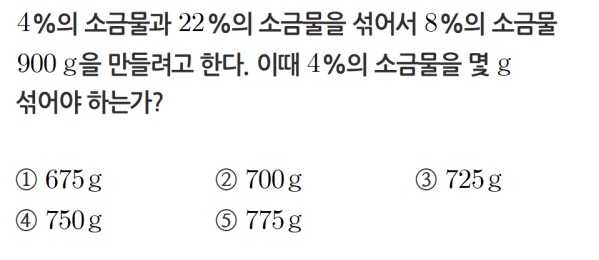 4%의 소금물과 22%의 소금물을 섞어서 8%의 소금물
900 g을 만들려고 한다. 이때 4%의 소금물을 몇 g
섞어야 하는가?
① 675 g ② 700 g ③ 725 g
④ 750 g ⑤ 775 g